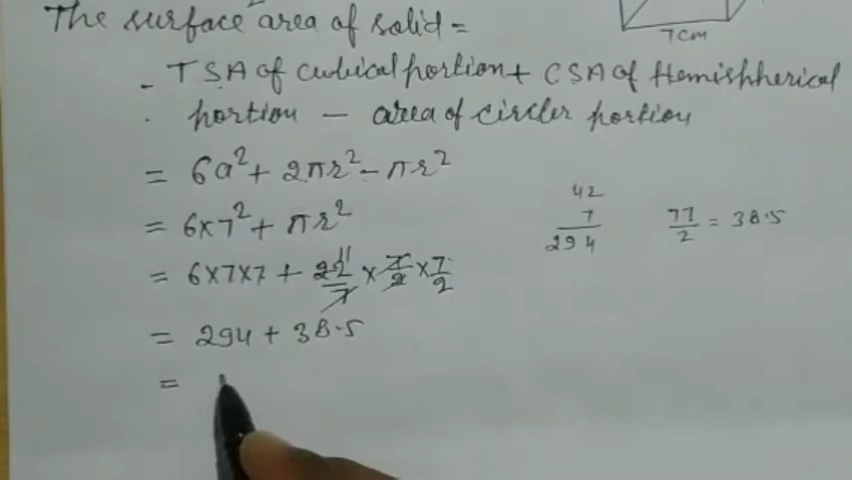 The surface area of solid =
7cm
- TSA of cubical portion + CSA of Hemishherical
. portion — area of circler portion
= 6a² + 2πr² - πr²
= 6×7² + πr²
= 6×7×7 + 22/7 11 × 7/2 × 7/2
= 294 + 38.5
=
42
7
294
77/2 = 38.5